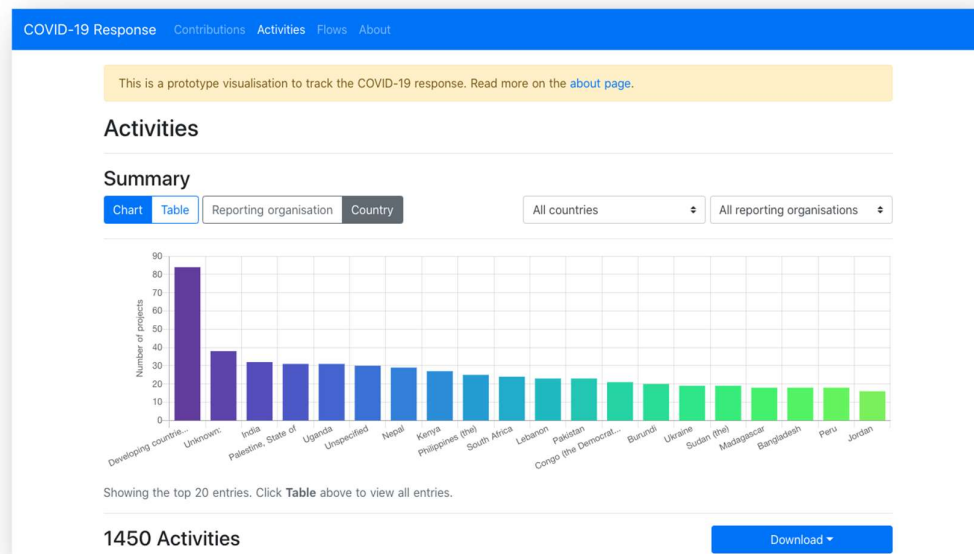 COVID-19 Response Contributions Activities Flows About
This is a prototype visualisation to track the COVID-19 response. Read more on the about page.
Activities
Summary
Chart Table Reporting organisation Country All countries All reporting organisations
90
80
70
60
50
40
30
20
10
0
Number of projects
Developing countrie... Unknown: India Palestine, State of Uganda Unspecified Nepal Kenya Philippines (the) South Africa Lebanon Pakistan Congo (the Democrat... Burundi Ukraine Sudan (the) Madagascar Bangladesh Peru Jordan
Showing the top 20 entries. Click Table above to view all entries.
1450 Activities Download